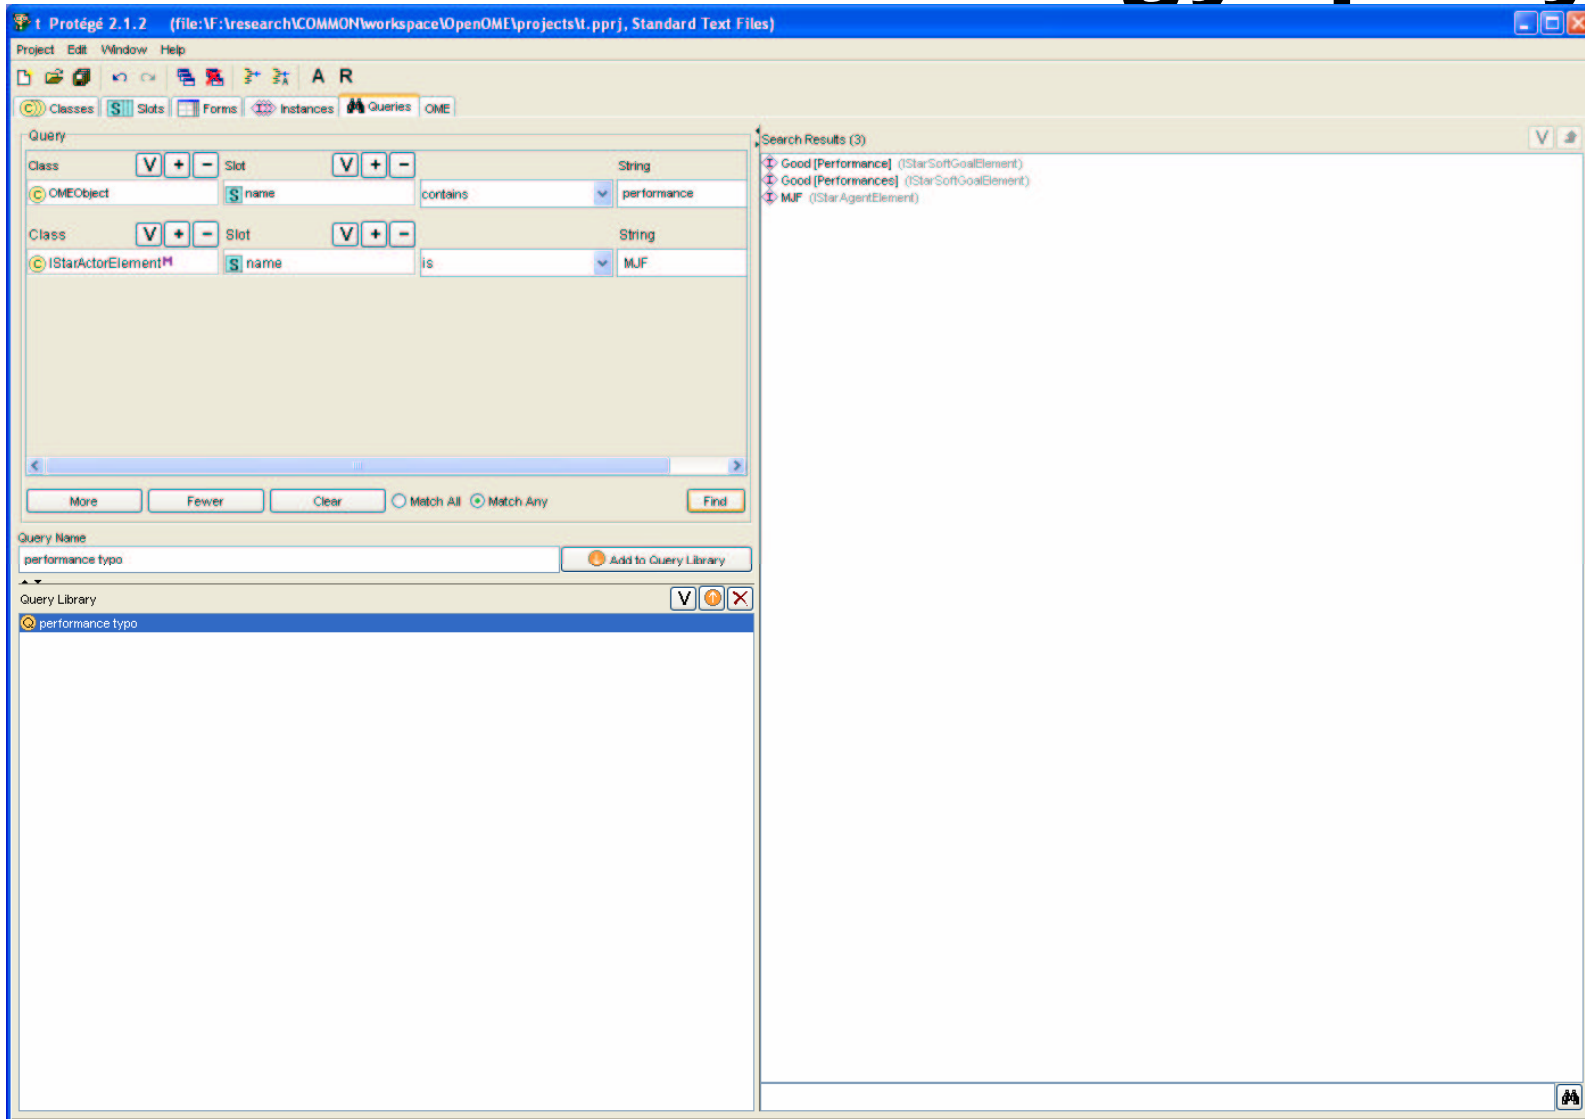 t Protégé 2.1.2 (file:\F:\research\COMMON\workspace\OpenOME\projects\t.pprj, Standard Text Files)
Project Edit Window Help
A R
Classes Slots Forms Instances Queries OME
Query
Class V + - Slot V + - String
OMEObject name contains performance
Class V + - Slot V + - String
IStarActorElement M name is MJF
More Fewer Clear Match All Match Any Find
Query Name
performance typo Add to Query Library
Query Library V
performance typo
Search Results (3) V
Good [Performance] (IStarSoftGoalElement)
Good [Performances] (IStarSoftGoalElement)
MJF (IStarAgentElement)